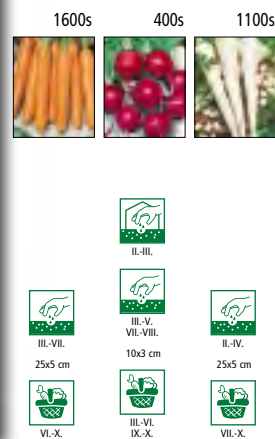 1600s 400s 1100s
II.-III.
III.-VII.
III.-V.
VII.-VIII.
II.-IV.
25x5 cm
10x3 cm
25x5 cm
VI.-X.
III.-VI.
IX.-X.
VII.-X.